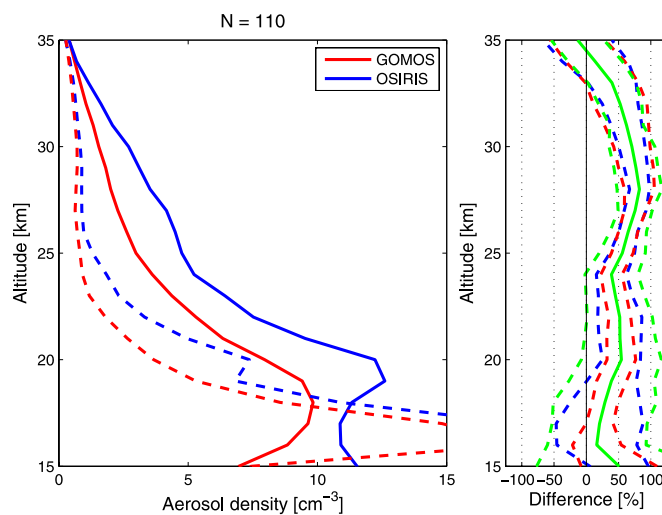 N = 110
GOMOS
OSIRIS
Altitude [km]
35
30
25
20
15
0
5
10
15
Aerosol density [cm⁻³]
Altitude [km]
35
30
25
20
15
−100
−50
0
50
100
Difference [%]